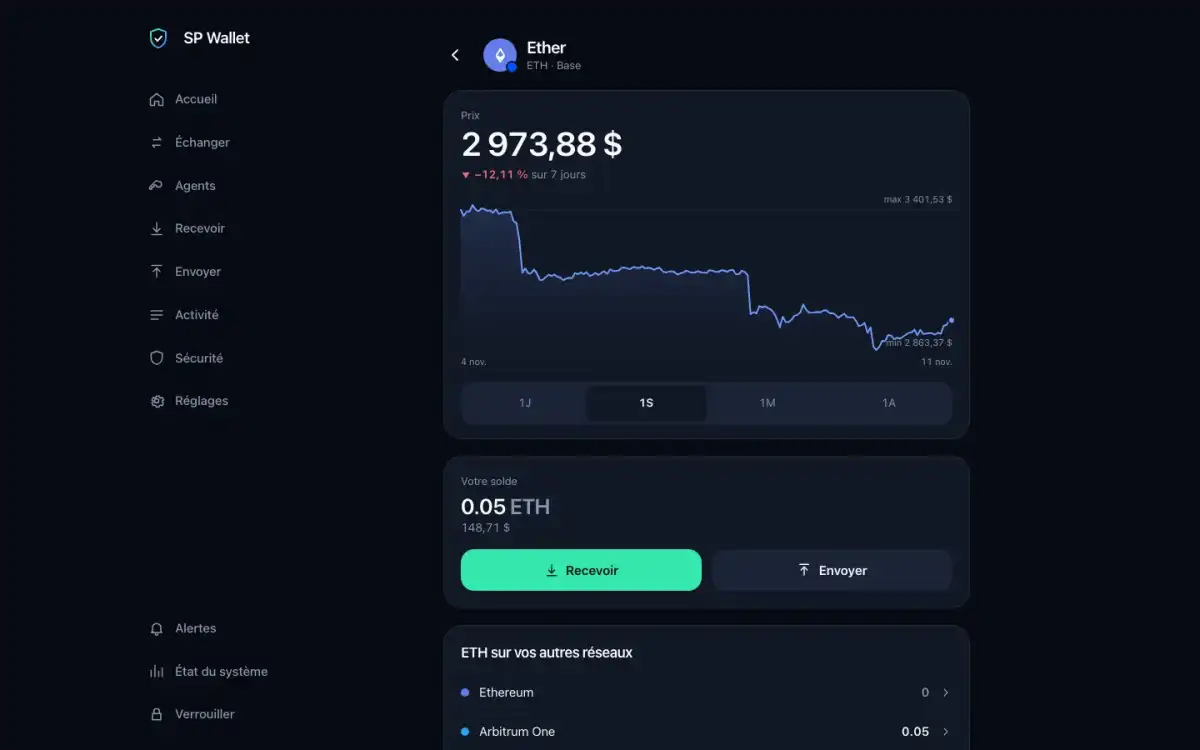 SP Wallet
Accueil
Échanger
Agents
Recevoir
Envoyer
Activité
Sécurité
Réglages
Alertes
État du système
Verrouiller
Ether
ETH · Base
Prix
2 973,88 $
▼ −12,11 % sur 7 jours
max 3 401,53 $
min 2 863,37 $
4 nov.
11 nov.
1J
1S
1M
1A
Votre solde
0.05 ETH
148,71 $
Recevoir
Envoyer
ETH sur vos autres réseaux
Ethereum 0
Arbitrum One 0.05